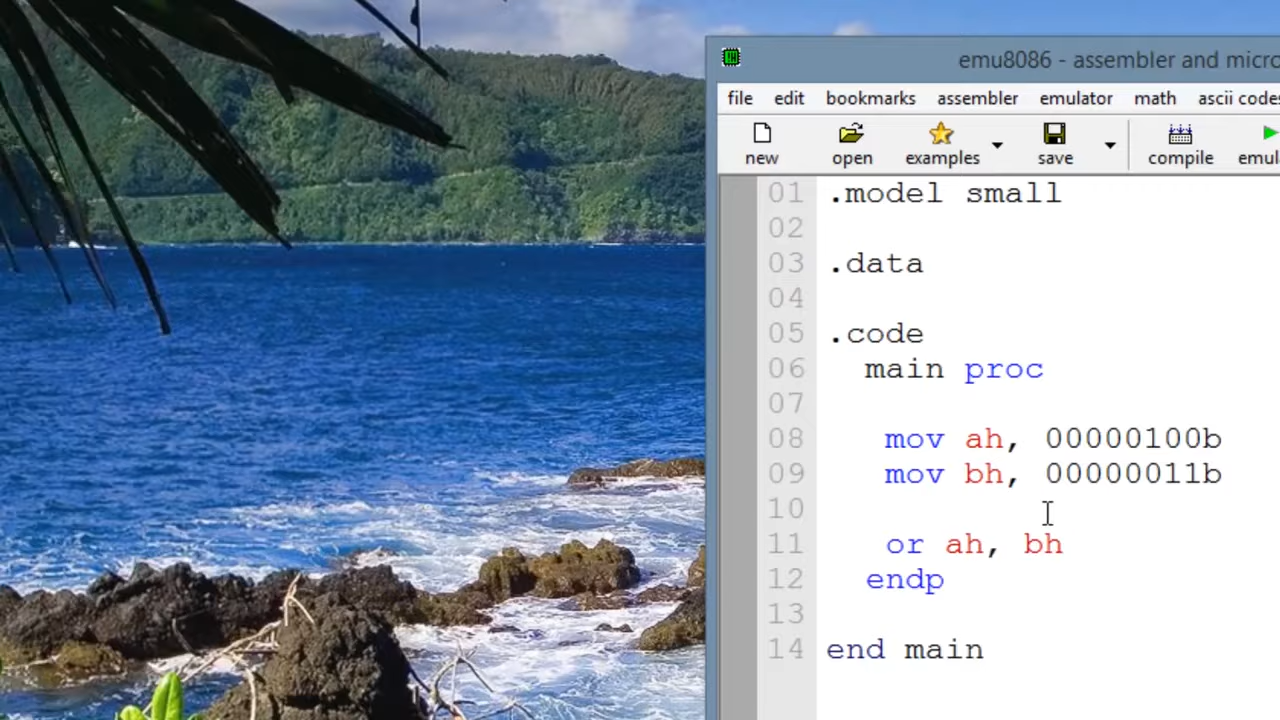 emu8086 - assembler and micro
file edit bookmarks assembler emulator math ascii codes
new open examples save compile emul
01 .model small
02
03 .data
04
05 .code
06 main proc
07
08 mov ah, 00000100b
09 mov bh, 00000011b
10
11 or ah, bh
12 endp
13
14 end main